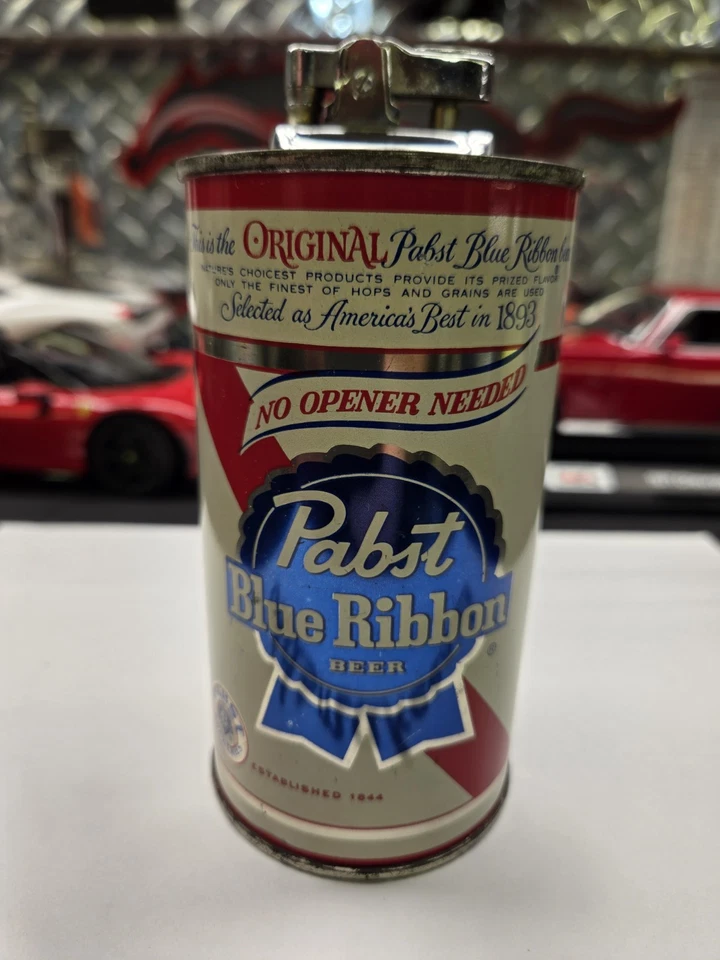 This is the ORIGINAL Pabst Blue Ribbon
NATURE'S CHOICEST PRODUCTS PROVIDE ITS PRIZED FLAVOR
ONLY THE FINEST OF HOPS AND GRAINS ARE USED
Selected as America's Best in 1893
NO OPENER NEEDED
Pabst
Blue Ribbon
BEER
®
ESTABLISHED 1844